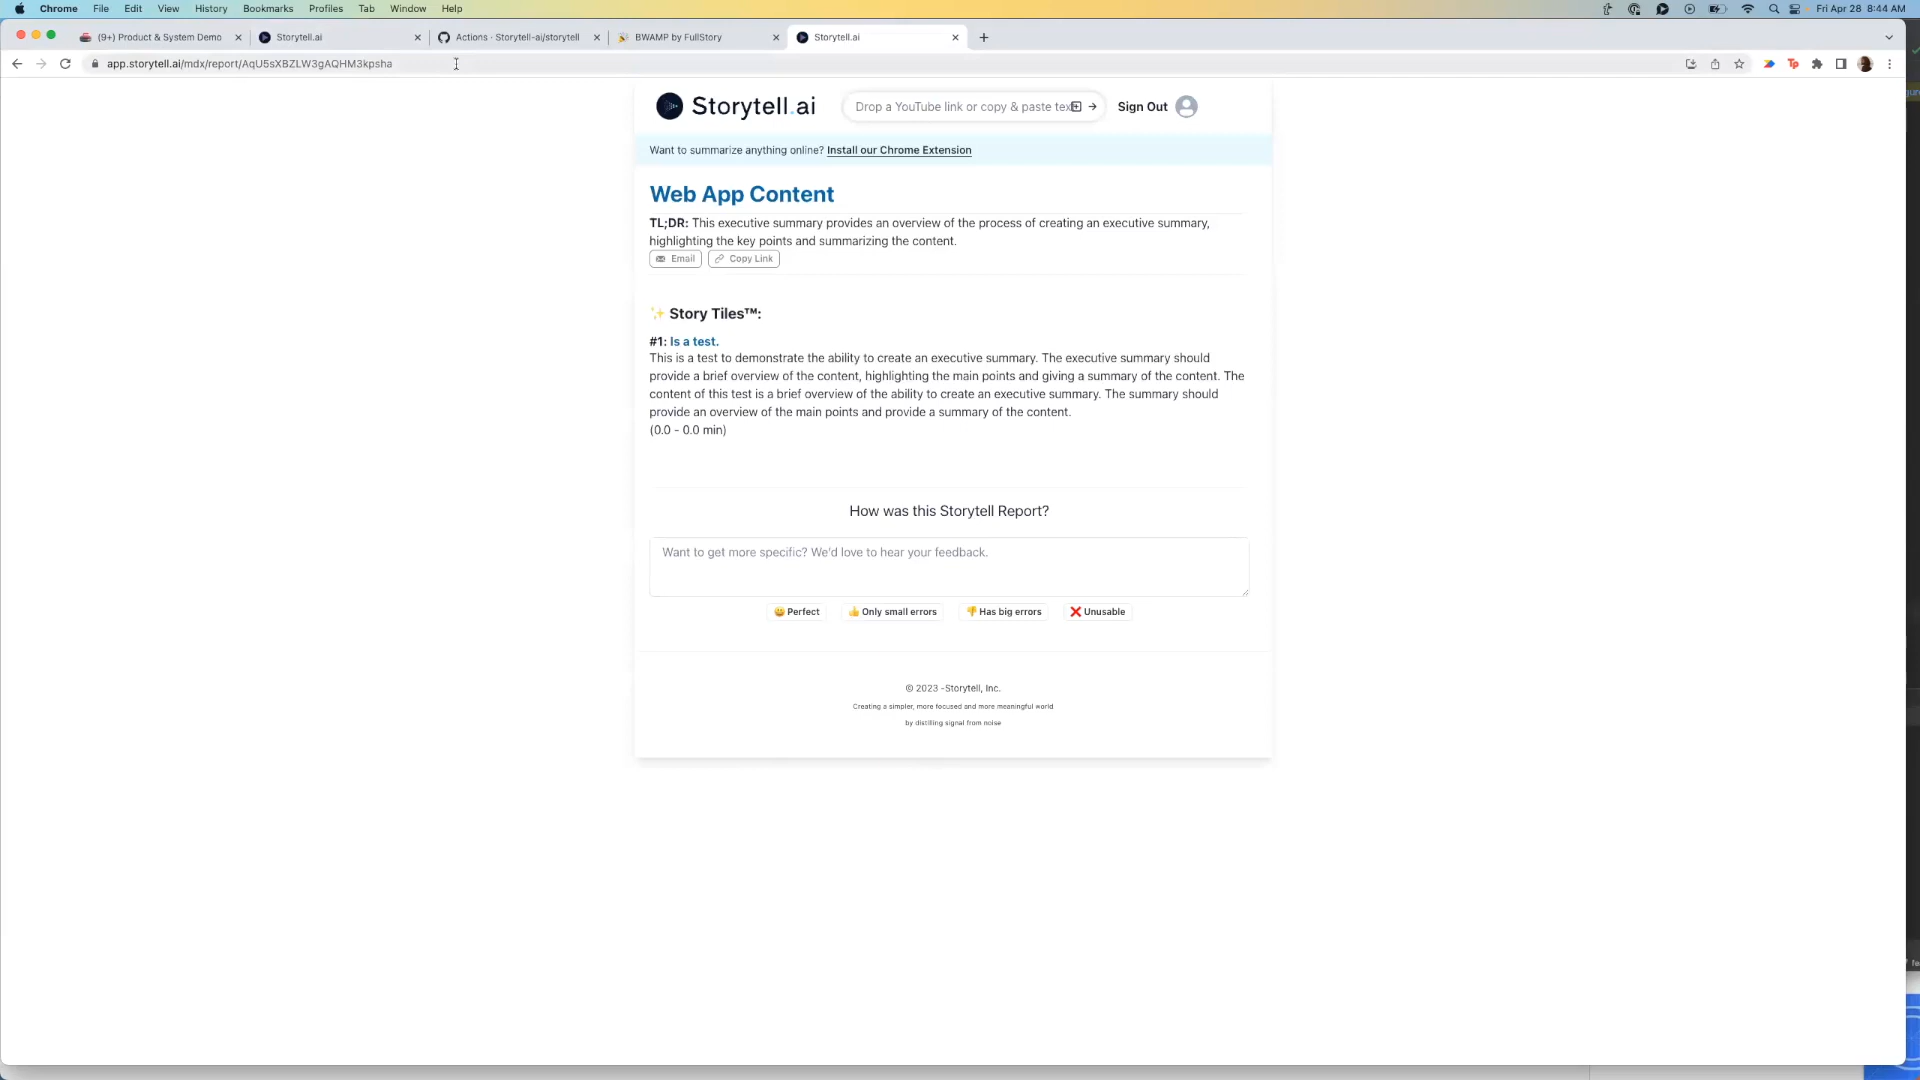 Chrome File Edit View History Bookmarks Profiles Tab Window Help Fri Apr 28 8:44 AM
(9+) Product & System Demo Storytell.ai Actions · Storytell-ai/storytell BWAMP by FullStory Storytell.ai
app.storytell.ai/mdx/report/AqU5sXBZLW3gAQHM3kpsha
Storytell.ai Drop a YouTube link or copy & paste tex Sign Out
Want to summarize anything online? Install our Chrome Extension
Web App Content
TL;DR: This executive summary provides an overview of the process of creating an executive summary,
highlighting the key points and summarizing the content.
Email Copy Link
✨ Story Tiles™:
#1: Is a test.
This is a test to demonstrate the ability to create an executive summary. The executive summary should
provide a brief overview of the content, highlighting the main points and giving a summary of the content. The
content of this test is a brief overview of the ability to create an executive summary. The summary should
provide an overview of the main points and provide a summary of the content.
(0.0 - 0.0 min)
How was this Storytell Report?
Want to get more specific? We'd love to hear your feedback.
😀 Perfect 👍 Only small errors 👎 Has big errors ❌ Unusable
© 2023 -Storytell, Inc.
Creating a simpler, more focused and more meaningful world
by distilling signal from noise